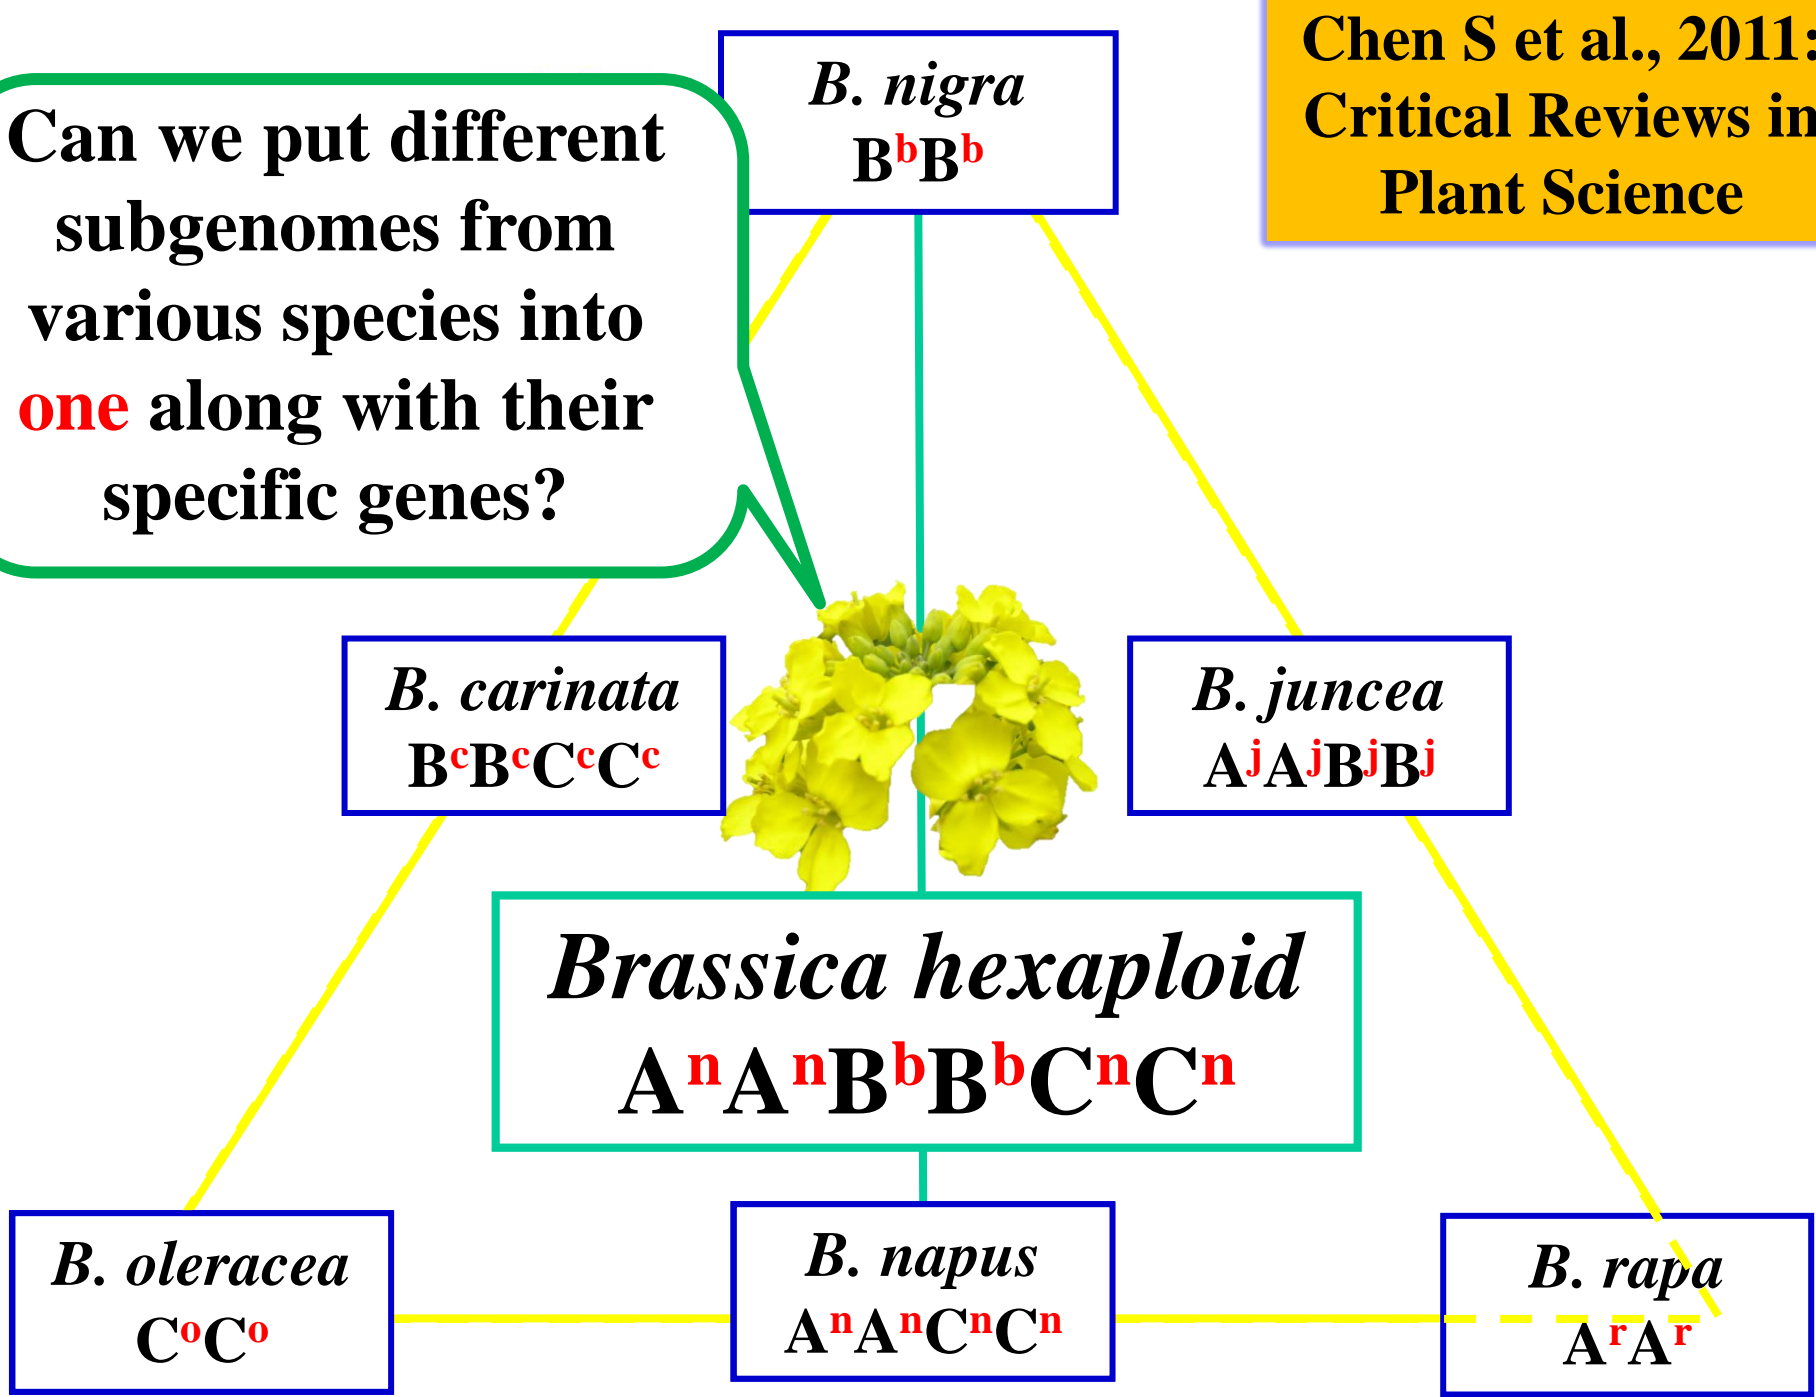 Chen S et al., 2011:
Critical Reviews in
Plant Science
B. nigra
BᵇBᵇ
Can we put different
subgenomes from
various species into
one along with their
specific genes?
B. carinata
BᶜBᶜCᶜCᶜ
B. juncea
AʲAʲBʲBʲ
Brassica hexaploid
AⁿAⁿBᵇBᵇCⁿCⁿ
B. oleracea
CᵒCᵒ
B. napus
AⁿAⁿCⁿCⁿ
B. rapa
AʳAʳ